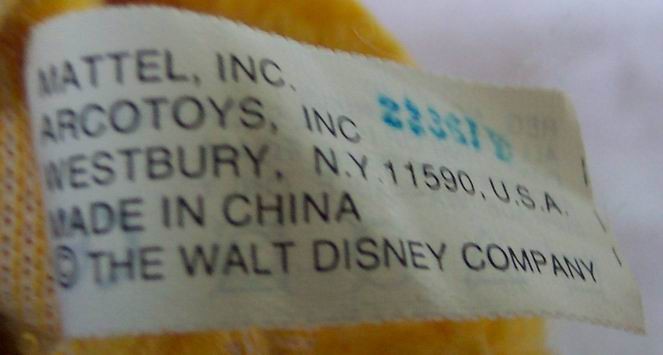 MATTEL, INC.
ARCOTOYS, INC
WESTBURY, N.Y. 11590, U.S.A.
MADE IN CHINA
© THE WALT DISNEY COMPANY